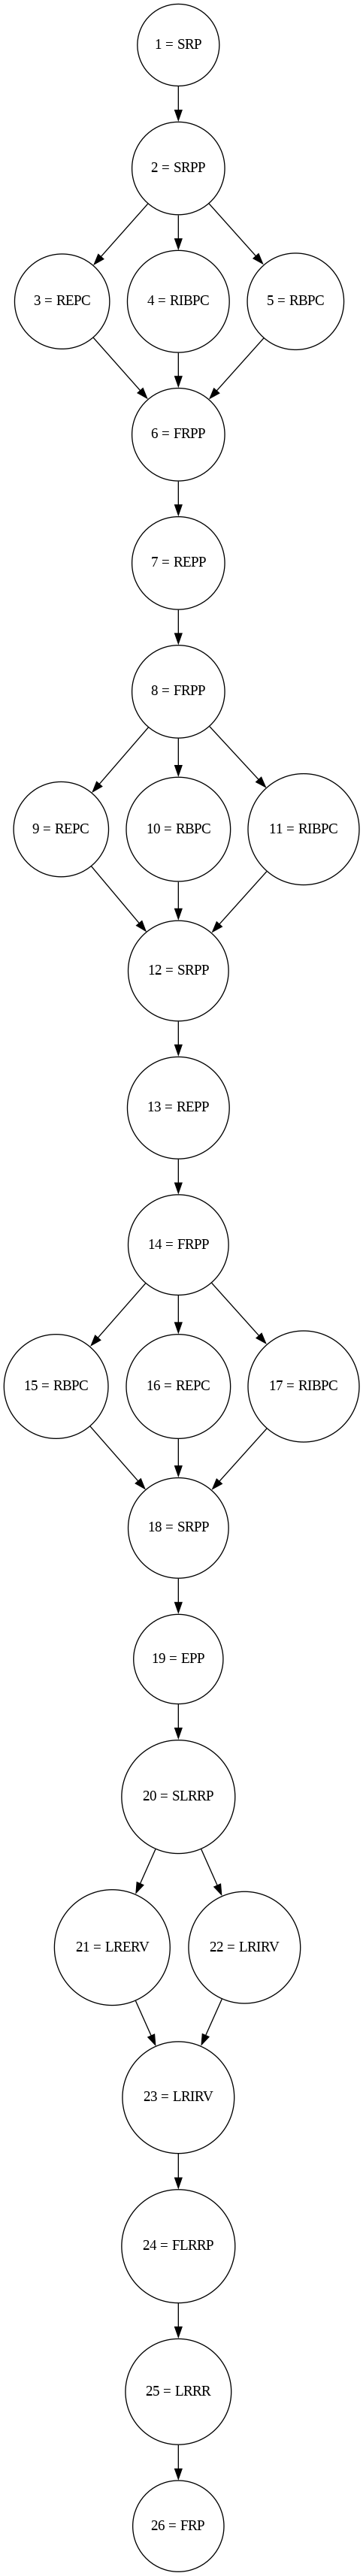 1 = SRP
2 = SRPP
3 = REPC
4 = RIBPC
5 = RBPC
6 = FRPP
7 = REPP
8 = FRPP
9 = REPC
10 = RBPC
11 = RIBPC
12 = SRPP
13 = REPP
14 = FRPP
15 = RBPC
16 = REPC
17 = RIBPC
18 = SRPP
19 = EPP
20 = SLRRP
21 = LRERV
22 = LRIRV
23 = LRIRV
24 = FLRRP
25 = LRRR
26 = FRP